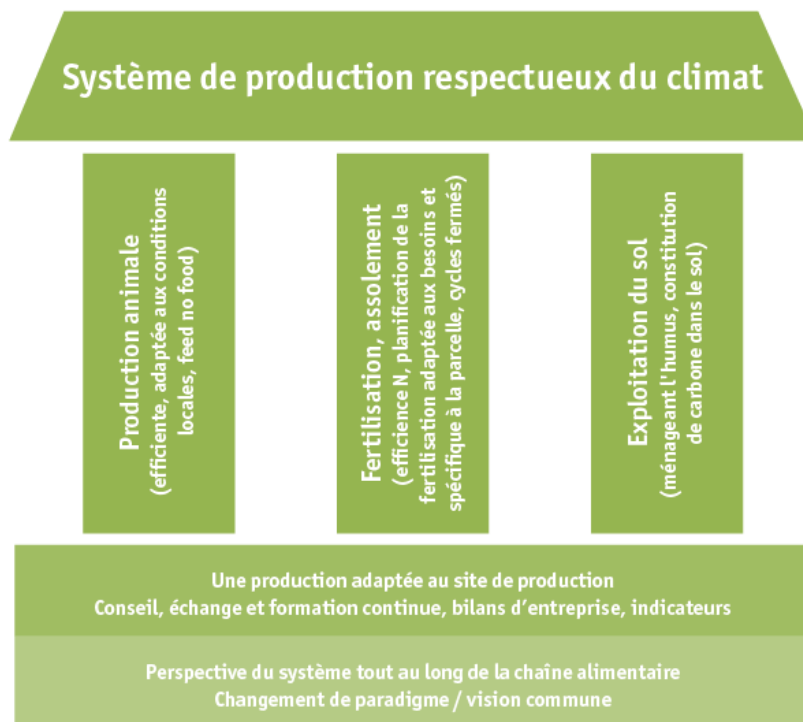 Système de production respectueux du climat
Production animale
(efficiente, adaptée aux conditions
locales, feed no food)
Fertilisation, assolement
(efficience N, planification de la
fertilisation adaptée aux besoins et
spécifique à la parcelle, cycles fermés)
Exploitation du sol
(ménageant l'humus, constitution
de carbone dans le sol)
Une production adaptée au site de production
Conseil, échange et formation continue, bilans d'entreprise, indicateurs
Perspective du système tout au long de la chaîne alimentaire
Changement de paradigme / vision commune